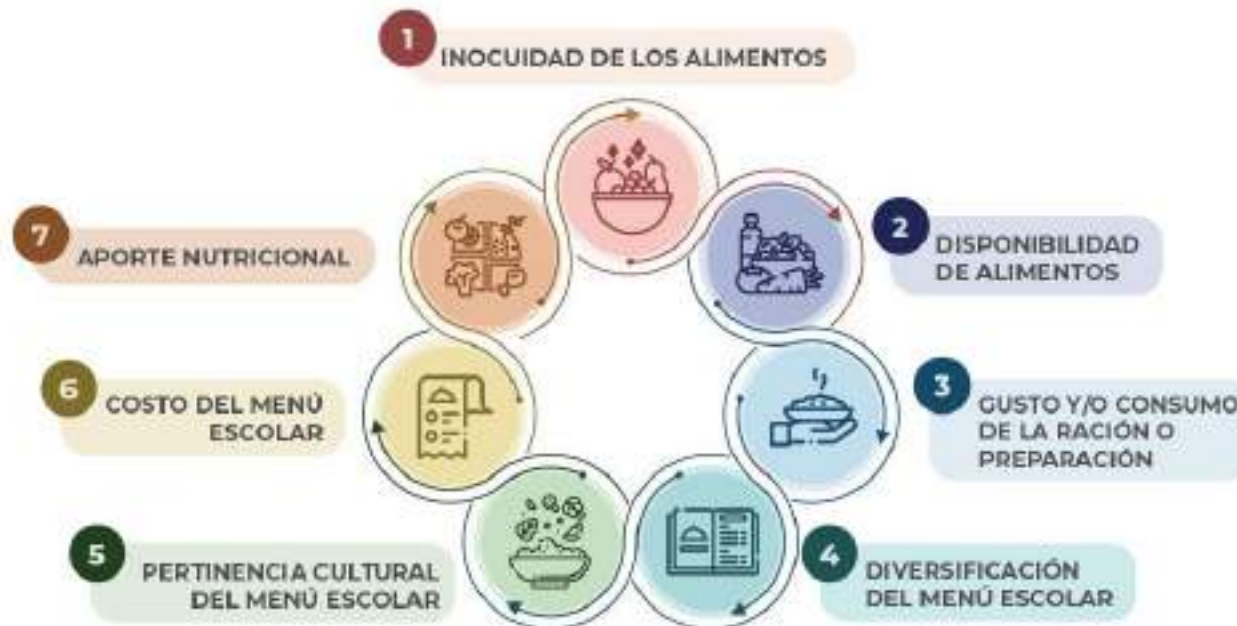 1
INOCUIDAD DE LOS ALIMENTOS
2
DISPONIBILIDAD
DE ALIMENTOS
3
GUSTO Y/O CONSUMO
DE LA RACIÓN O
PREPARACIÓN
4
DIVERSIFICACIÓN
DEL MENÚ ESCOLAR
5
PERTINENCIA CULTURAL
DEL MENÚ ESCOLAR
6
COSTO DEL MENÚ
ESCOLAR
7
APORTE NUTRICIONAL